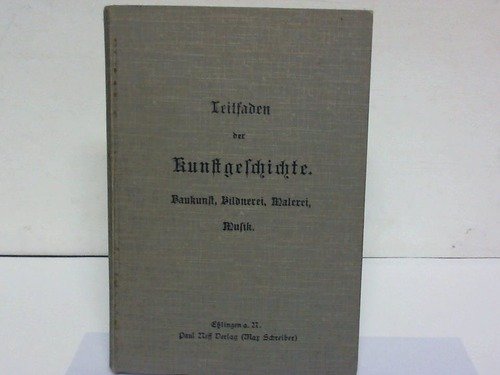 Leitfaden
der
Kunstgeschichte.
Baukunst, Bildnerei, Malerei,
Musik.
Eßlingen a. N.
Paul Neff Verlag (Max Schreiber)